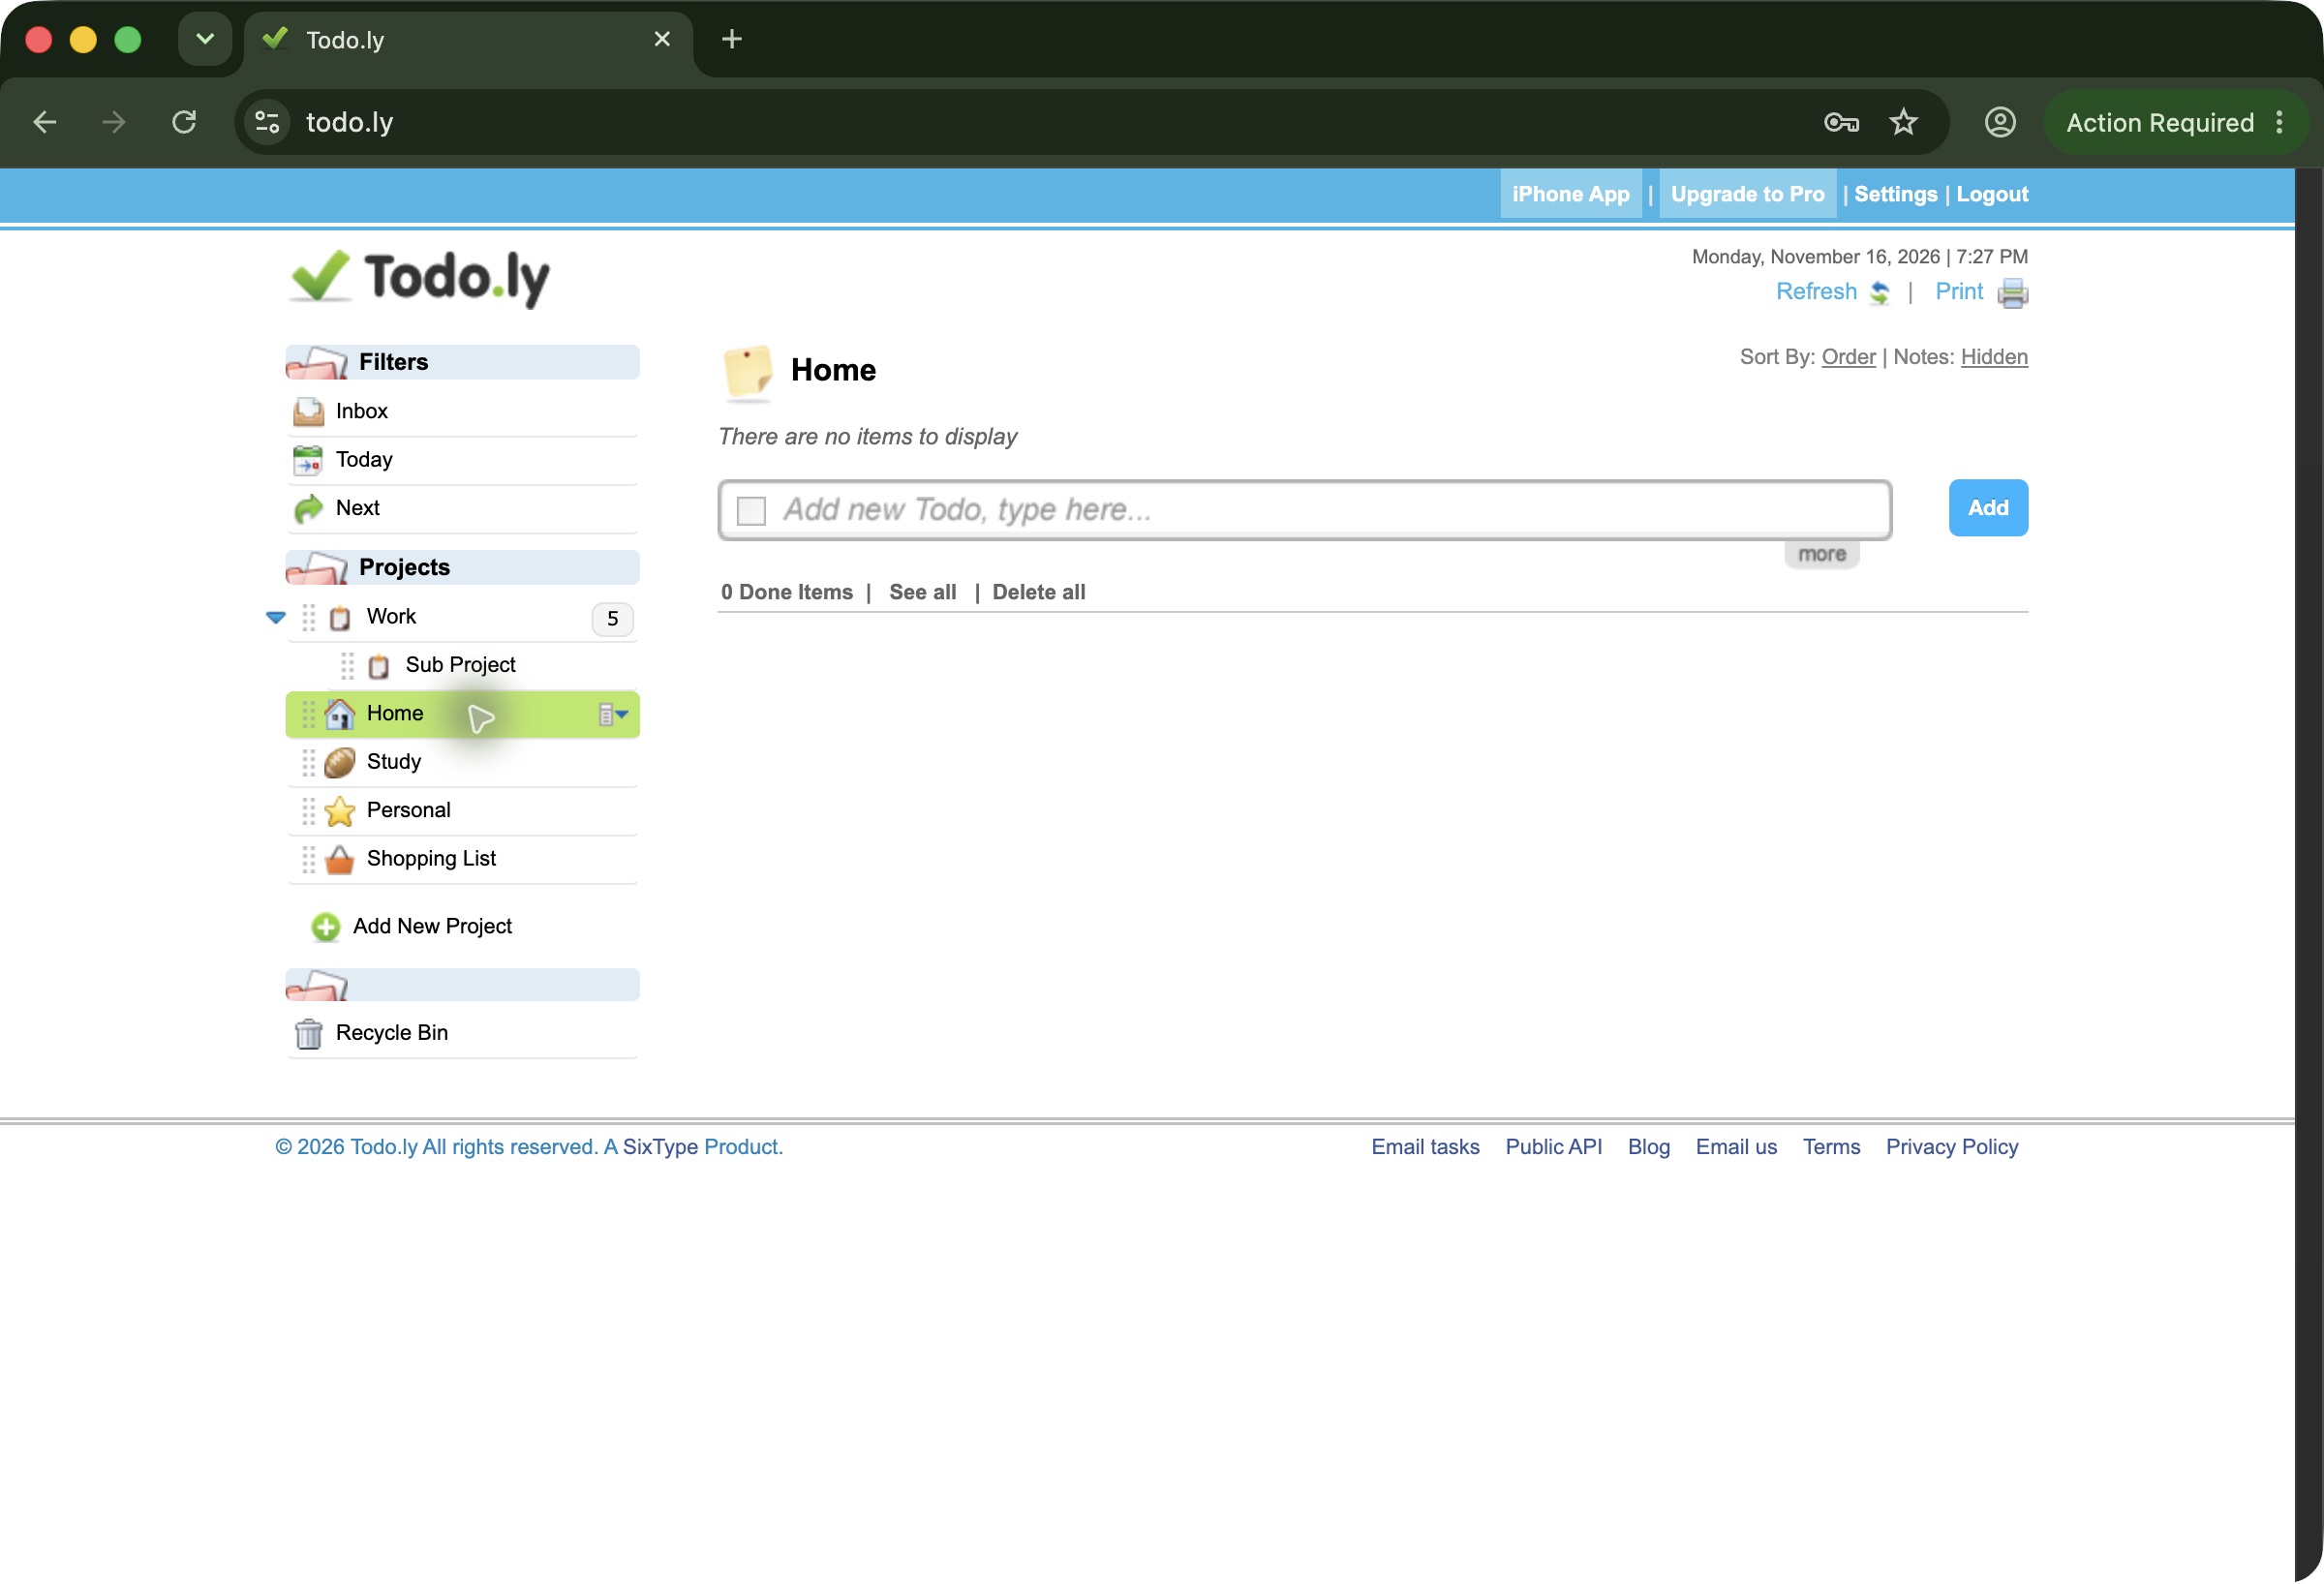 Todo.ly
todo.ly
Action Required
iPhone App | Upgrade to Pro | Settings | Logout
Todo.ly
Monday, November 16, 2026 | 7:27 PM
Refresh | Print
Filters
Inbox
Today
Next
Projects
Work 5
Sub Project
Home
Study
Personal
Shopping List
Add New Project
Recycle Bin
Home
Sort By: Order | Notes: Hidden
There are no items to display
Add new Todo, type here...
Add
more
0 Done Items | See all | Delete all
© 2026 Todo.ly All rights reserved. A SixType Product.
Email tasks Public API Blog Email us Terms Privacy Policy